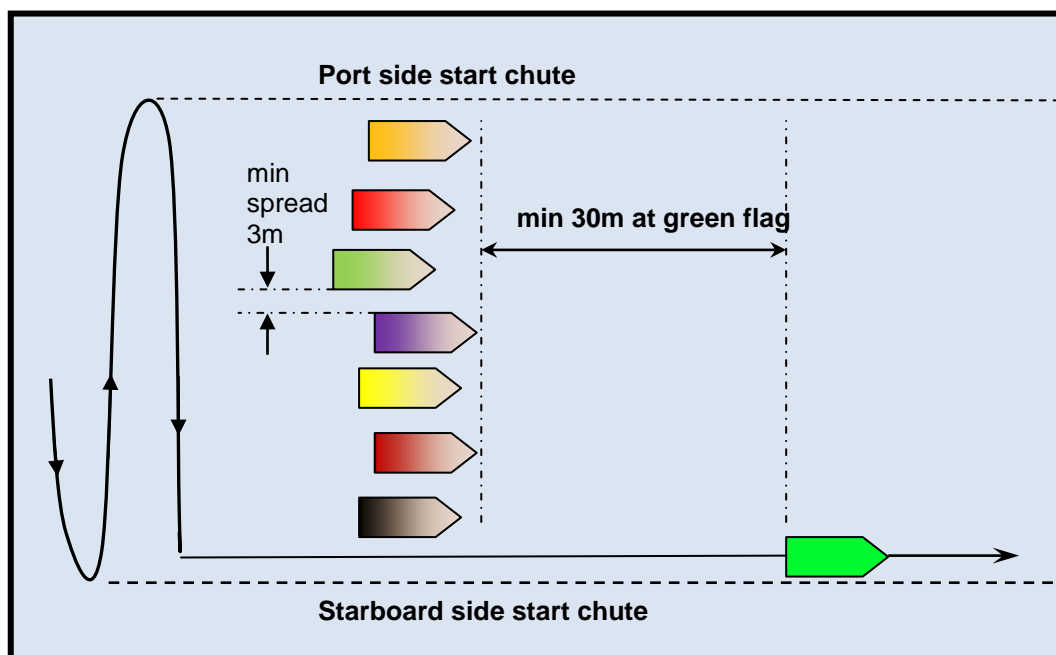 Port side start chute
min
spread
3m
min 30m at green flag
Starboard side start chute